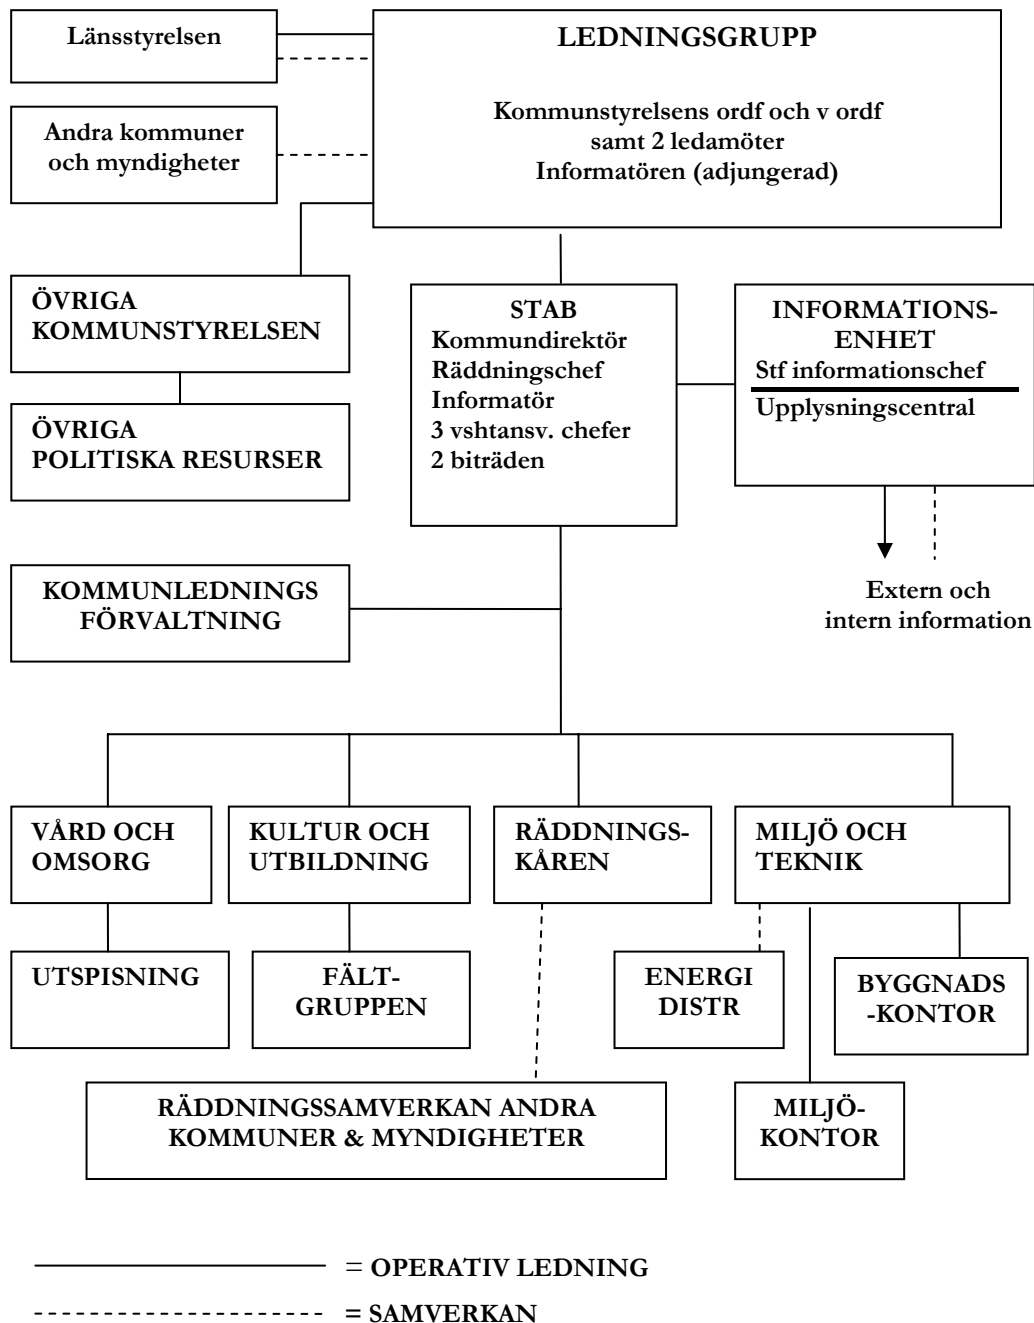 Länsstyrelsen
LEDNINGSGRUPP
Kommunstyrelsens ordf och v ordf
samt 2 ledamöter
Informatören (adjungerad)
Andra kommuner
och myndigheter
ÖVRIGA
KOMMUNSTYRELSEN
STAB
Kommundirektör
Räddningschef
Informatör
3 vshtansv. chefer
2 biträden
INFORMATIONS-
ENHET
Stf informationschef
Upplysningscentral
ÖVRIGA
POLITISKA RESURSER
KOMMUNLEDNINGS
FÖRVALTNING
Extern och
intern information
VÅRD OCH
OMSORG
KULTUR OCH
UTBILDNING
RÄDDNINGS-
KÅREN
MILJÖ OCH
TEKNIK
UTSPISNING
FÄLT-
GRUPPEN
ENERGI
DISTR
BYGGNADS
-KONTOR
RÄDDNINGSSAMVERKAN ANDRA
KOMMUNER & MYNDIGHETER
MILJÖ-
KONTOR
= OPERATIV LEDNING
= SAMVERKAN